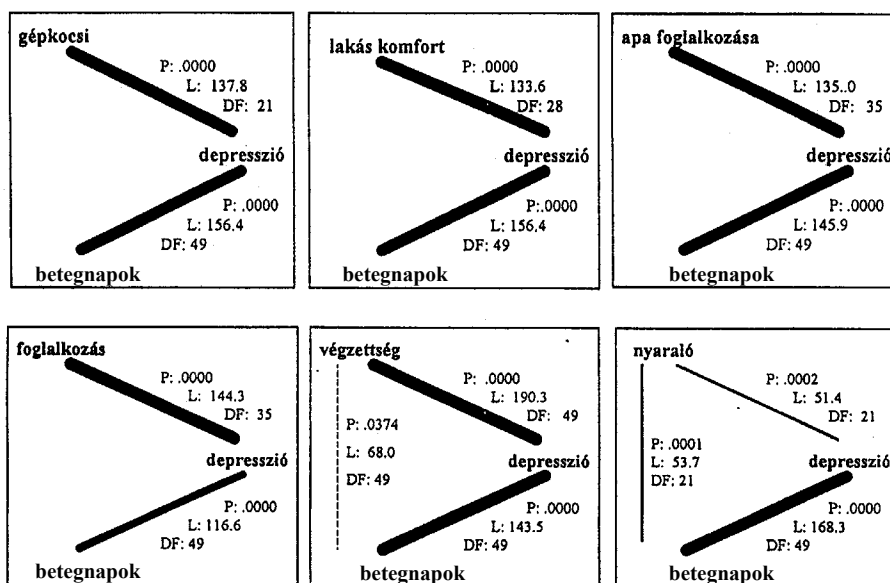 gépkocsi
P: .0000
L: 137.8
DF: 21
depresszió
P: .0000
L: 156.4
DF: 49
betegnapok
lakás komfort
P: .0000
L: 133.6
DF: 28
depresszió
P:.0000
L: 156.4
DF: 49
betegnapok
apa foglalkozása
P: .0000
L: 135..0
DF: 35
depresszió
P: .0000
L: 145.9
DF: 49
betegnapok
foglalkozás
P: .0000
L: 144.3
DF: 35
depresszió
P: .0000
L: 116.6
DF: 49
betegnapok
végzettség
P: .0000
L: 190.3
DF: 49
P: .0374
L: 68.0
DF: 49
depresszió
P: .0000
L: 143.5
DF: 49
betegnapok
nyaraló
P: .0002
L: 51.4
DF: 21
P: .0001
L: 53.7
DF: 21
depresszió
P: .0000
L: 168.3
DF: 49
betegnapok